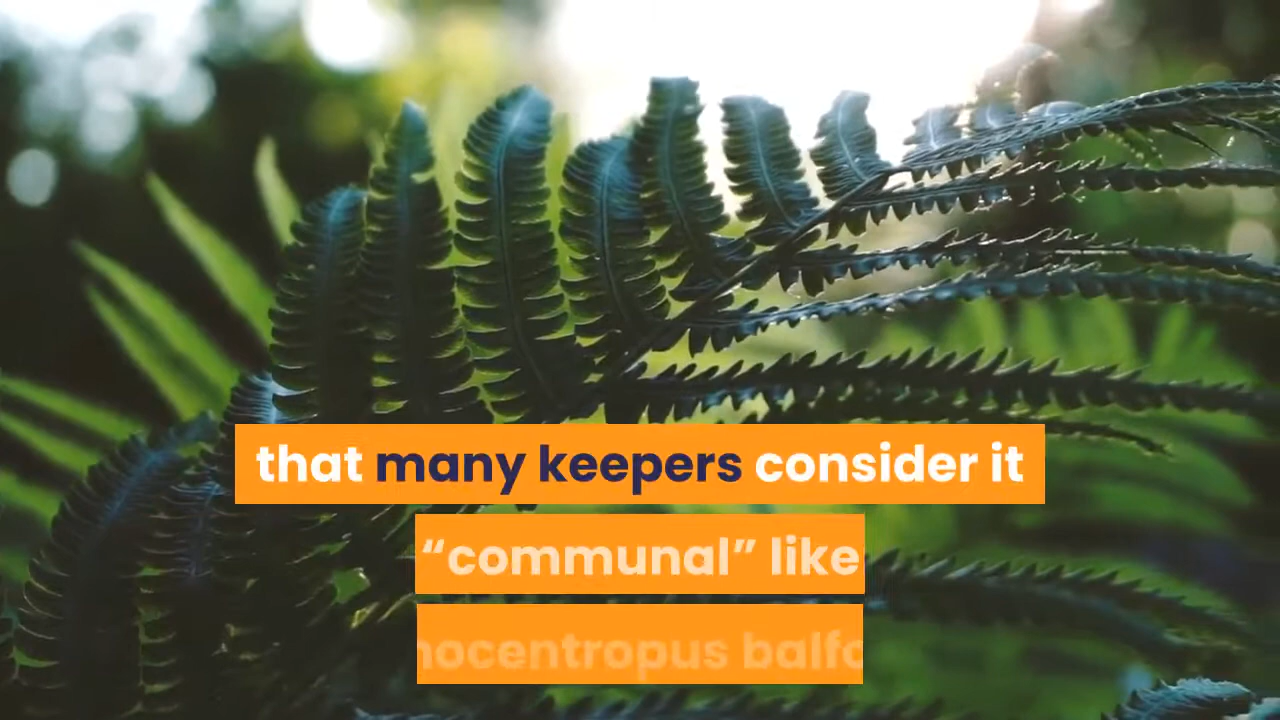 that many keepers consider it
“communal” like